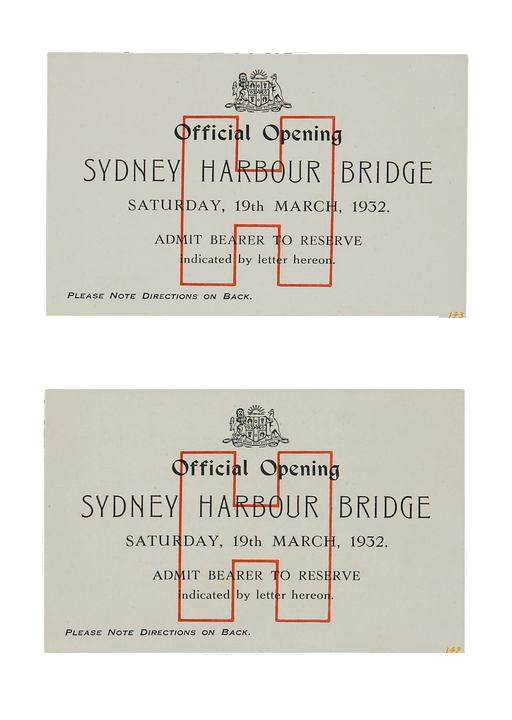 Official Opening
SYDNEY HARBOUR BRIDGE
SATURDAY, 19th MARCH, 1932.
ADMIT BEARER TO RESERVE
indicated by letter hereon.
H
PLEASE NOTE DIRECTIONS ON BACK.
Official Opening
SYDNEY HARBOUR BRIDGE
SATURDAY, 19th MARCH, 1932.
ADMIT BEARER TO RESERVE
indicated by letter hereon.
H
PLEASE NOTE DIRECTIONS ON BACK.